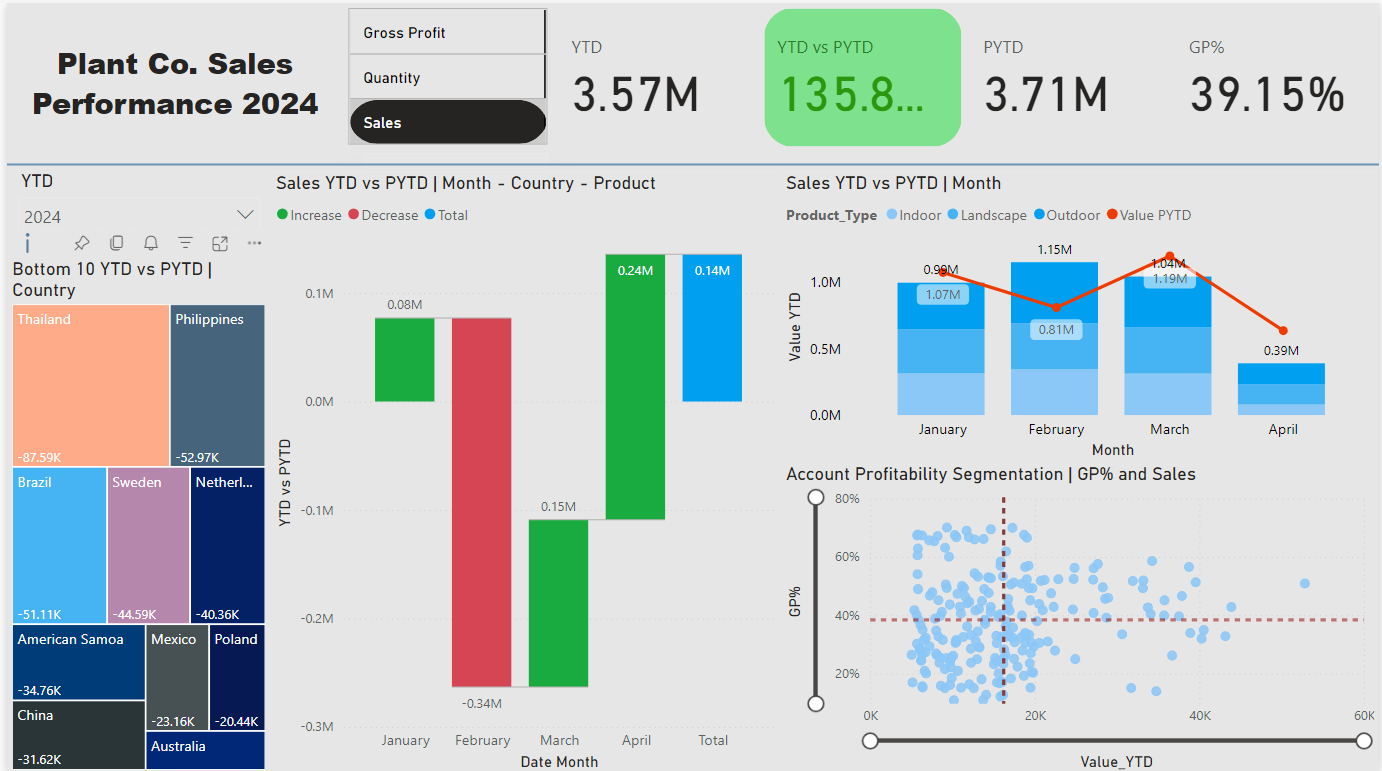 Plant Co. Sales
Performance 2024
Gross Profit
Quantity
Sales
YTD
3.57M
YTD vs PYTD
135.8...
PYTD
3.71M
GP%
39.15%
YTD
2024
Bottom 10 YTD vs PYTD |
Country
Thailand
-87.59K
Philippines
-52.97K
Brazil
-51.11K
Sweden
-44.59K
Netherl...
-40.36K
American Samoa
-34.76K
Mexico
-23.16K
Poland
-20.44K
China
-31.62K
Australia
Sales YTD vs PYTD | Month - Country - Product
Increase Decrease Total
YTD vs PYTD
0.1M
0.0M
-0.1M
-0.2M
-0.3M
0.08M
-0.34M
0.15M
0.24M
0.14M
January February March April Total
Date Month
Sales YTD vs PYTD | Month
Product_Type Indoor Landscape Outdoor Value PYTD
Value YTD
1.0M
0.5M
0.0M
0.99M
1.07M
1.15M
0.81M
1.04M
1.19M
0.39M
January February March April
Month
Account Profitability Segmentation | GP% and Sales
GP%
80%
60%
40%
20%
0K 20K 40K 60K
Value_YTD